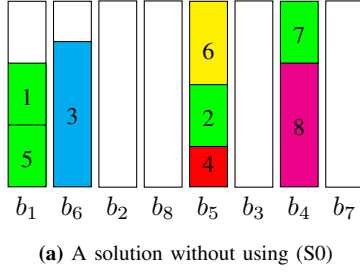 6 7
1 3 2 8
5 4
b₁ b₆ b₂ b₈ b₅ b₃ b₄ b₇
(a) A solution without using (S0)